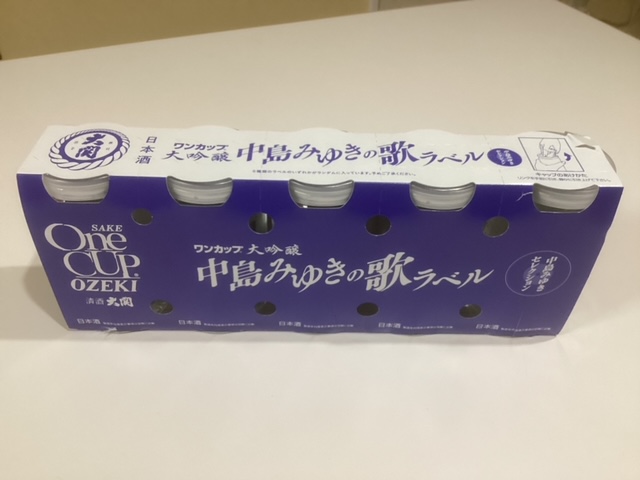 大関
日本酒
ワンカップ
大吟醸
中島みゆきの歌ラベル
キャップのあけかた
SAKE
One
CUP
OZEKI
清酒 大関
ワンカップ 大吟醸
中島みゆきの歌ラベル
中島みゆき
セレクション
日本酒
日本酒
日本酒
日本酒
日本酒